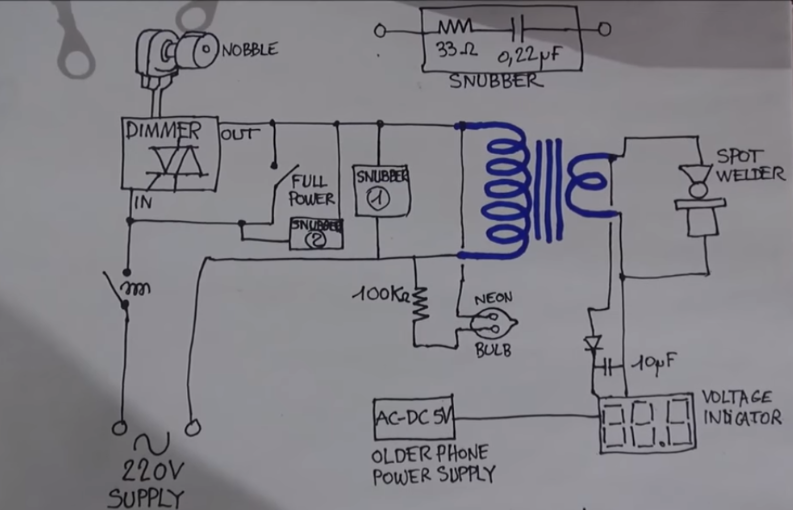 NOBBLE
33Ω
0,22µF
SNUBBER
DIMMER
OUT
IN
FULL
POWER
SNUBBER
1
SNUBBER
2
SPOT
WELDER
100KΩ
NEON
BULB
10µF
AC-DC 5V
OLDER PHONE
POWER SUPPLY
VOLTAGE
INDICATOR
88.8
220V
SUPPLY